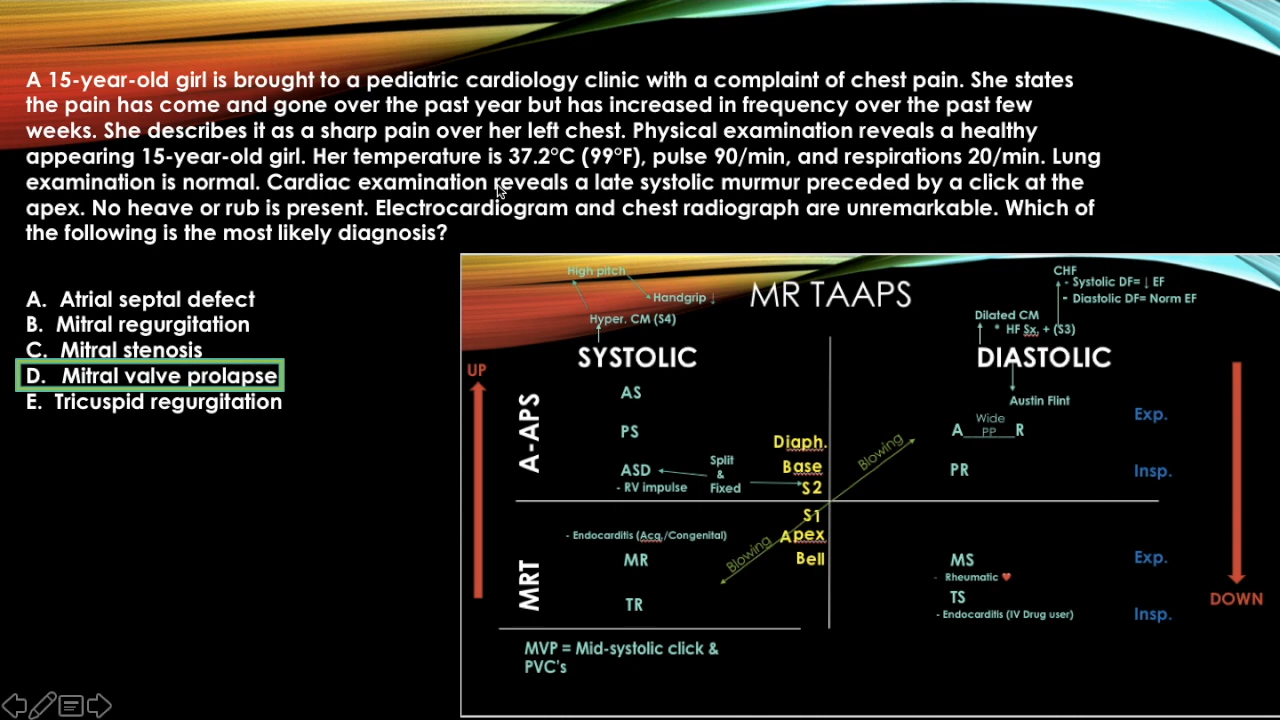 A 15-year-old girl is brought to a pediatric cardiology clinic with a complaint of chest pain. She states
the pain has come and gone over the past year but has increased in frequency over the past few
weeks. She describes it as a sharp pain over her left chest. Physical examination reveals a healthy
appearing 15-year-old girl. Her temperature is 37.2°C (99°F), pulse 90/min, and respirations 20/min. Lung
examination is normal. Cardiac examination reveals a late systolic murmur preceded by a click at the
apex. No heave or rub is present. Electrocardiogram and chest radiograph are unremarkable. Which of
the following is the most likely diagnosis?
A. Atrial septal defect
B. Mitral regurgitation
C. Mitral stenosis
D. Mitral valve prolapse
E. Tricuspid regurgitation
MR TAAPS
High pitch
Handgrip ↓
Hyper. CM (S4)
SYSTOLIC
CHF
- Systolic DF= ↓ EF
- Diastolic DF= Norm EF
Dilated CM
* HF Sx. + (S3)
DIASTOLIC
Austin Flint
UP
A-APS
AS
PS
ASD
- RV impulse
Split
&
Fixed
Diaph.
Base
S2
Blowing
Wide
PP
A______R
PR
Exp.
Insp.
MRT
- Endocarditis (Acq./Congenital)
MR
TR
S1
Apex
Bell
Blowing
MS
- Rheumatic ♥
TS
- Endocarditis (IV Drug user)
Exp.
Insp.
DOWN
MVP = Mid-systolic click &
PVC's